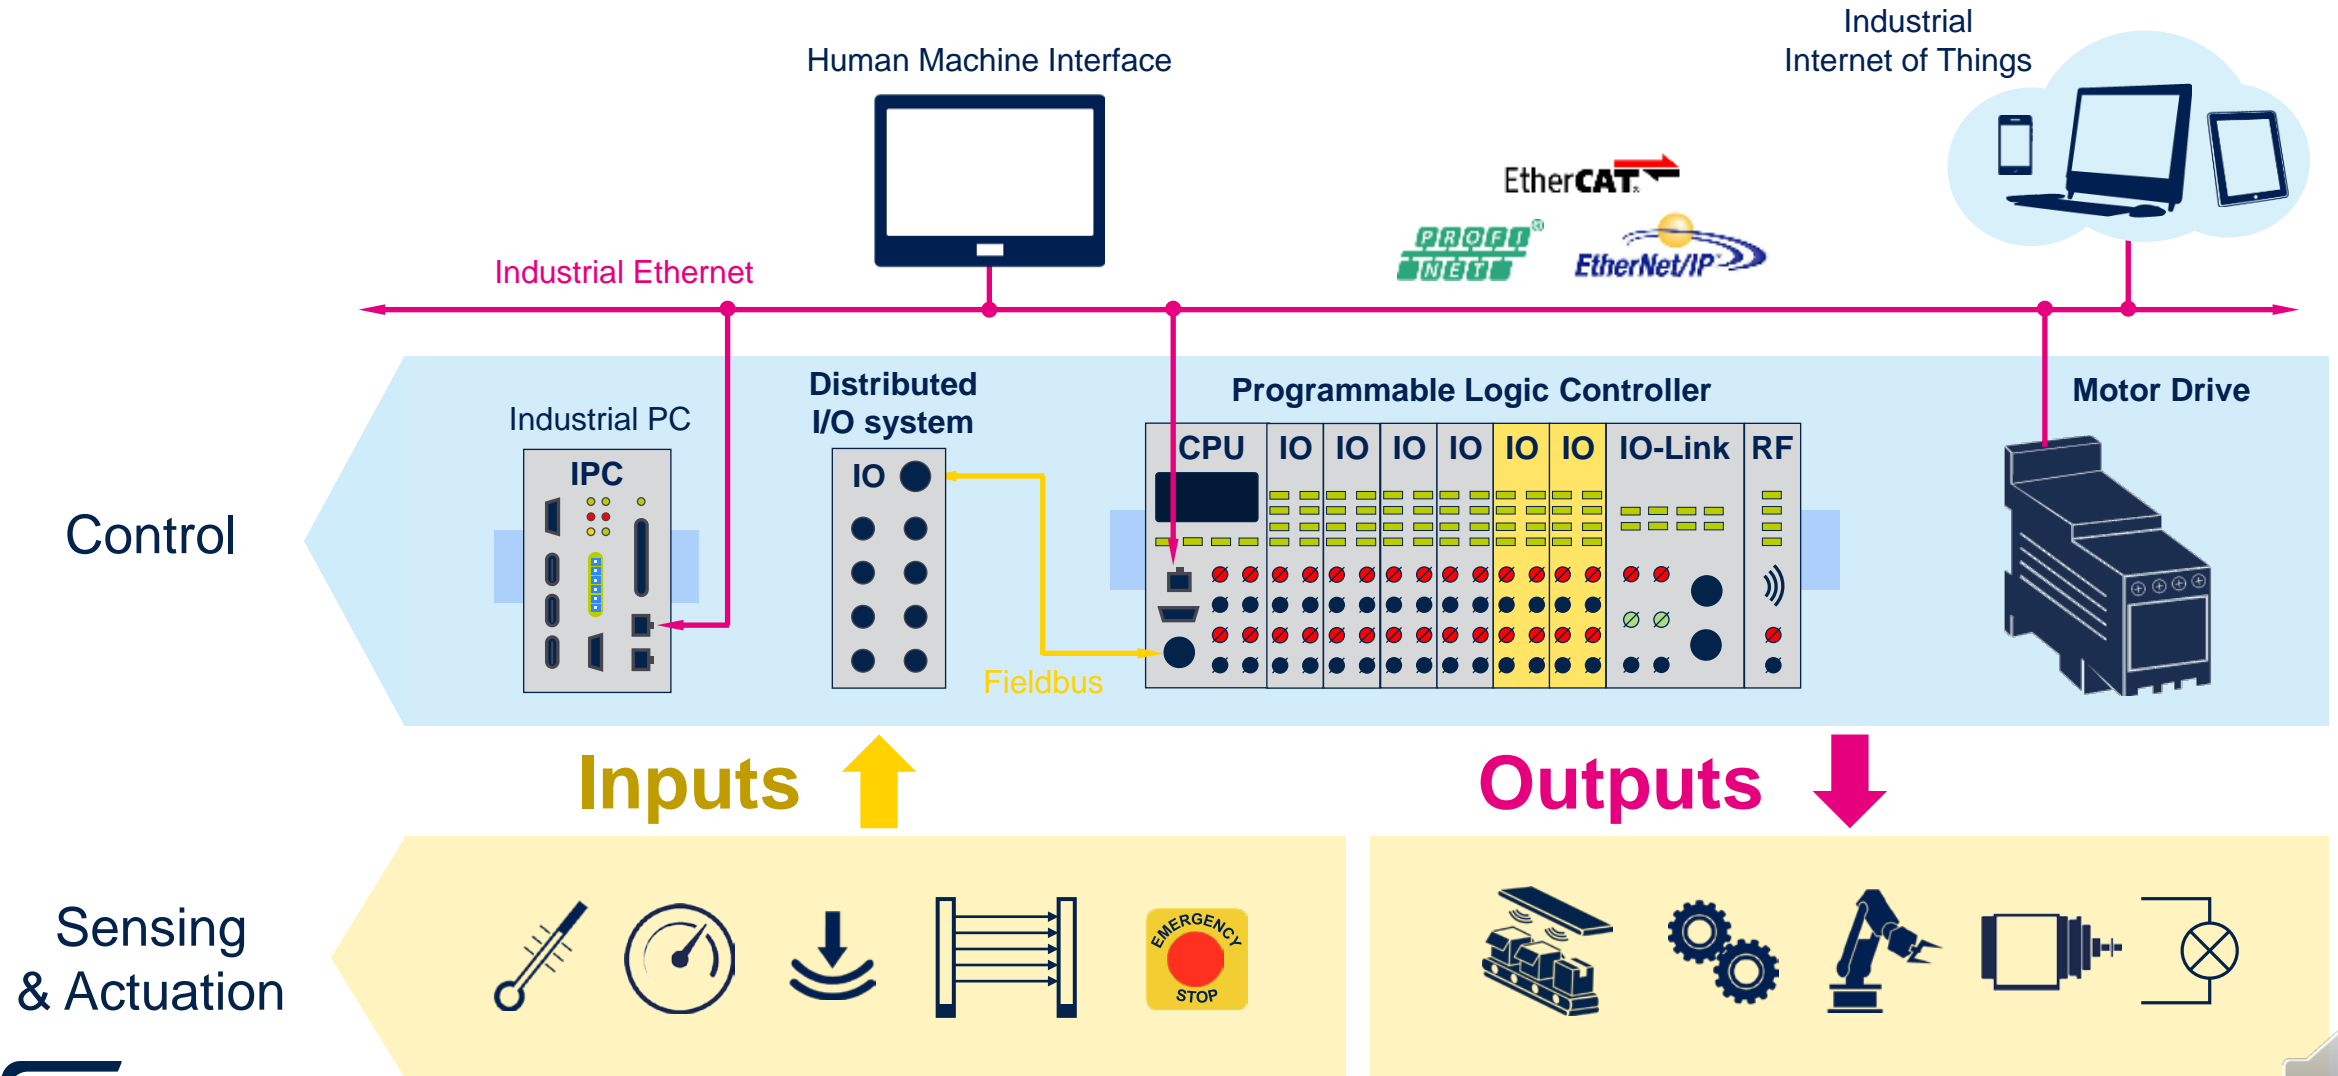 Industrial
Internet of Things
Human Machine Interface
EtherCAT®
PROFI®
NET
EtherNet/IP
Industrial Ethernet
Distributed
I/O system
Programmable Logic Controller
Motor Drive
Industrial PC
IPC
IO
CPU IO IO IO IO IO IO IO-Link RF
Control
Fieldbus
Inputs
Outputs
Sensing
& Actuation
EMERGENCY
STOP